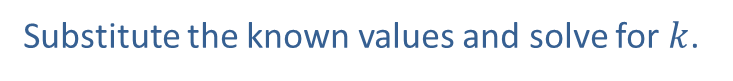 Substitute the known values and solve for k.